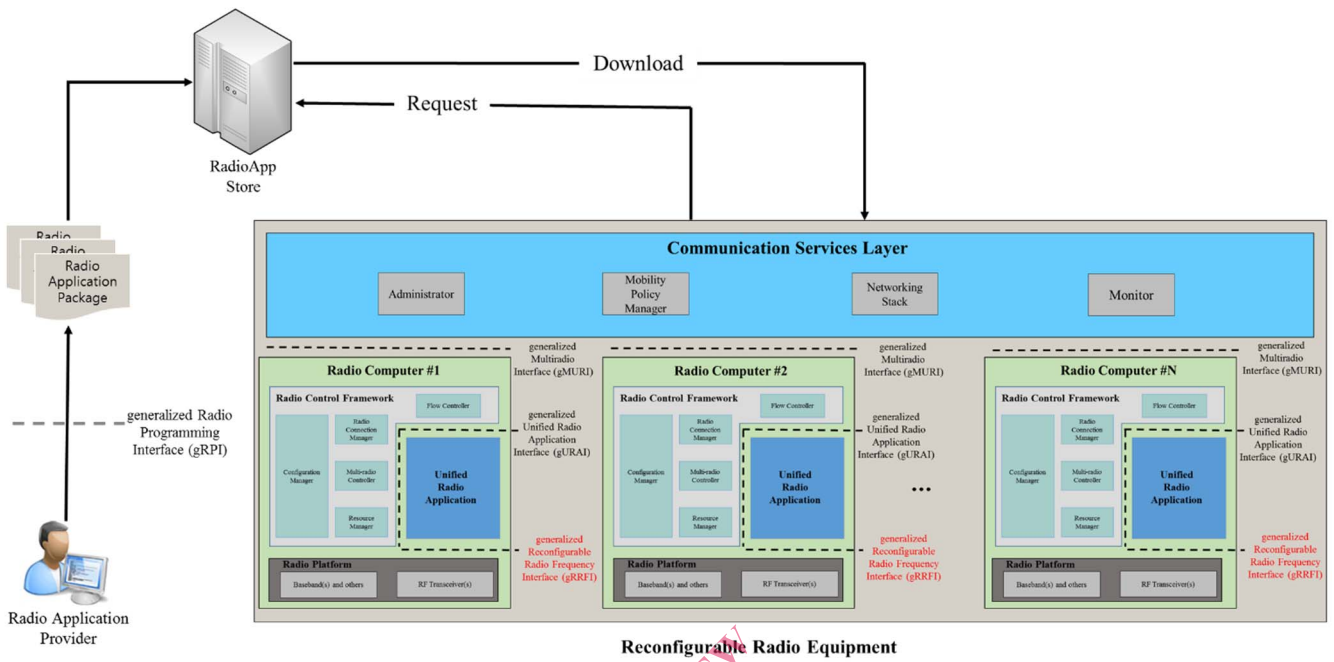 Download
Request
RadioApp
Store
Radio
Radio
Radio
Application
Package
generalized Radio
Programming
Interface (gRPI)
Radio Application
Provider
Communication Services Layer
Administrator
Mobility
Policy
Manager
Networking
Stack
Monitor
generalized
Multiradio
Interface (gMURI)
generalized
Multiradio
Interface (gMURI)
generalized
Multiradio
Interface (gMURI)
Radio Computer #1
Radio Control Framework
Flow Controller
Configuration
Manager
Radio
Connection
Manager
Multi-radio
Controller
Resource
Manager
Unified
Radio
Application
generalized
Unified Radio
Application
Interface (gURAI)
generalized
Reconfigurable
Radio Frequency
Interface (gRRFI)
Radio Platform
Baseband(s) and others
RF Transceiver(s)
Radio Computer #2
Radio Control Framework
Flow Controller
Configuration
Manager
Radio
Connection
Manager
Multi-radio
Controller
Resource
Manager
Unified
Radio
Application
generalized
Unified Radio
Application
Interface (gURAI)
...
generalized
Reconfigurable
Radio Frequency
Interface (gRRFI)
Radio Platform
Baseband(s) and others
RF Transceiver(s)
Radio Computer #N
Radio Control Framework
Flow Controller
Configuration
Manager
Radio
Connection
Manager
Multi-radio
Controller
Resource
Manager
Unified
Radio
Application
generalized
Unified Radio
Application
Interface (gURAI)
generalized
Reconfigurable
Radio Frequency
Interface (gRRFI)
Radio Platform
Baseband(s) and others
RF Transceiver(s)
Reconfigurable Radio Equipment